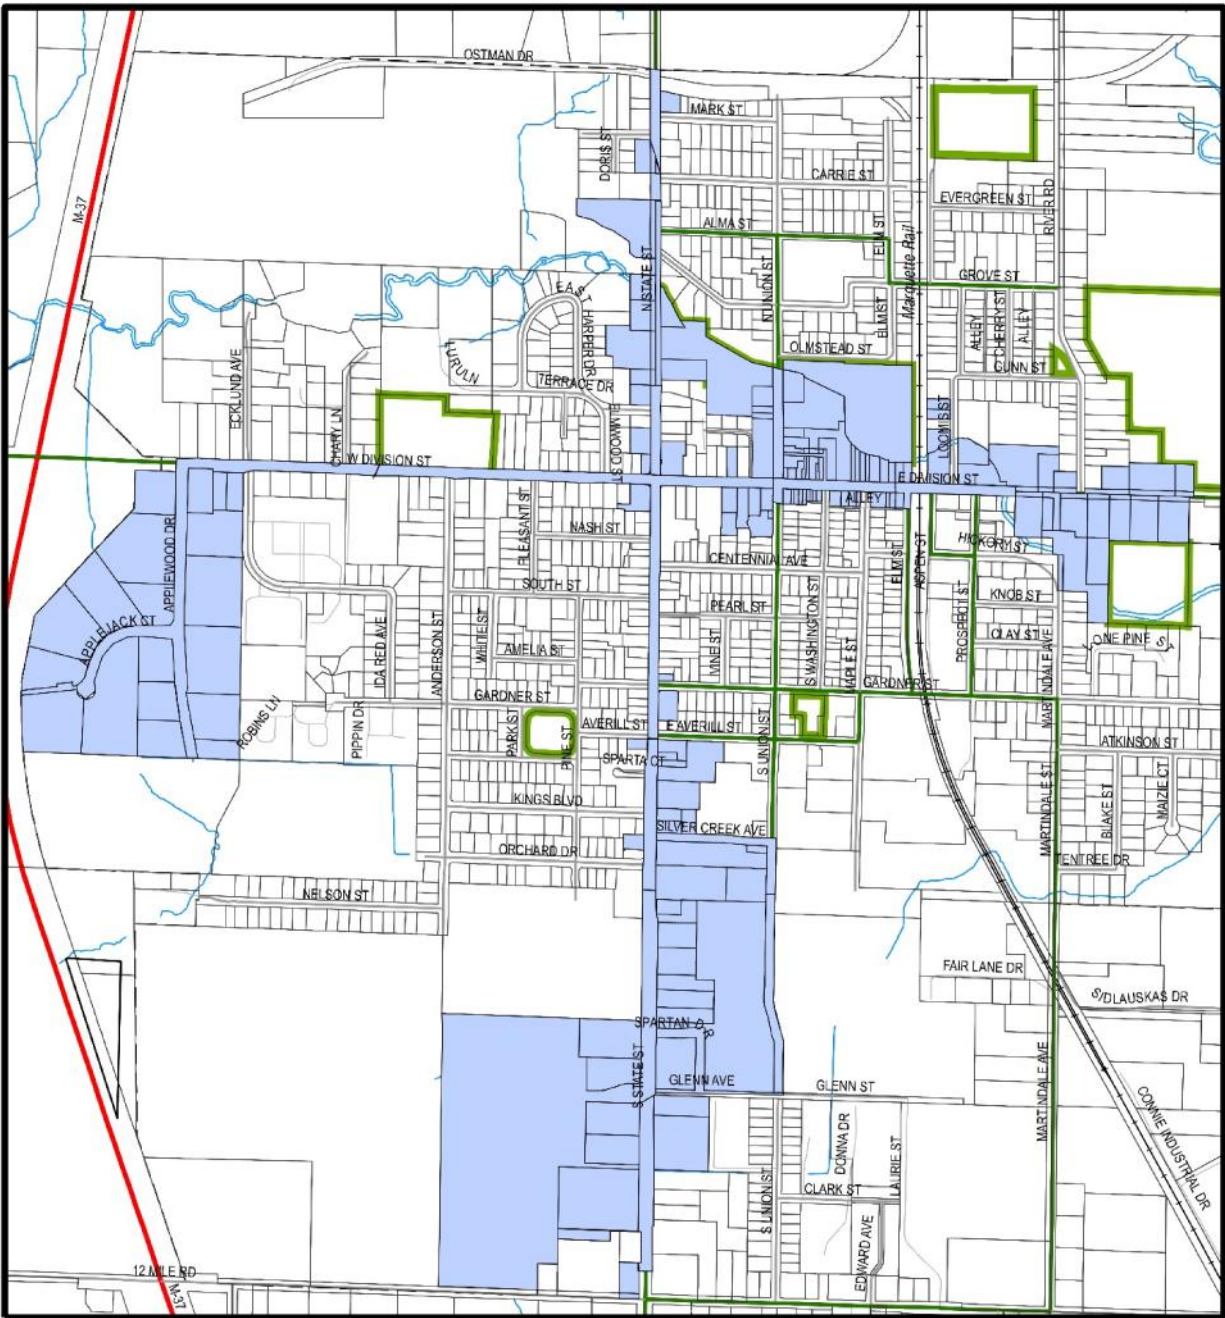 OSTMAN DR
MARK ST
DORIS ST
CARRIE ST
M-37
EVERGREEN ST
RIVER RD
ALMA ST
ELM ST
Marquette Rail
N STATE ST
N UNION ST
GROVE ST
EAST
HARPER DR
ELM ST
ALLEY
CHERRY ST
ALLEY
OLMSTEAD ST
GUNN ST
ECKLUND AVE
LURU LN
TERRACE DR
CHARY LN
ELMWOOD ST
LOOMIS ST
W DIVISION ST
E DIVISION ST
ALLEY
PLEASANT ST
NASH ST
APPLEWOOD DR
CENTENNIAL AVE
HICKORY ST
ELM ST
ASPEN ST
SOUTH ST
KNOB ST
PEARL ST
S WASHINGTON ST
PROSPECT ST
APPLEJACK CT
WHITE ST
VINE ST
MAPLE ST
CLAY ST
LONE PINE ST
IDA RED AVE
ANDERSON ST
AMELIA ST
MARTINDALE AVE
GARDNER ST
GARDNER ST
ROBINS LN
PIPPIN DR
PARK ST
PINE ST
AVERILL ST
E AVERILL ST
S UNION ST
ATKINSON ST
SPARTA CT
KINGS BLVD
MARTINDALE ST
BLAKE ST
MAIZIE CT
SILVER CREEK AVE
ORCHARD DR
TENTREE DR
NELSON ST
FAIR LANE DR
SIDLAUSKAS DR
SPARTAN DR
S STATE ST
GLENN AVE
GLENN ST
MARTINDALE AVE
CONNIE INDUSTRIAL DR
DONNA DR
LAURIE ST
CLARK ST
S UNION ST
EDWARD AVE
12 MILE RD
M-37